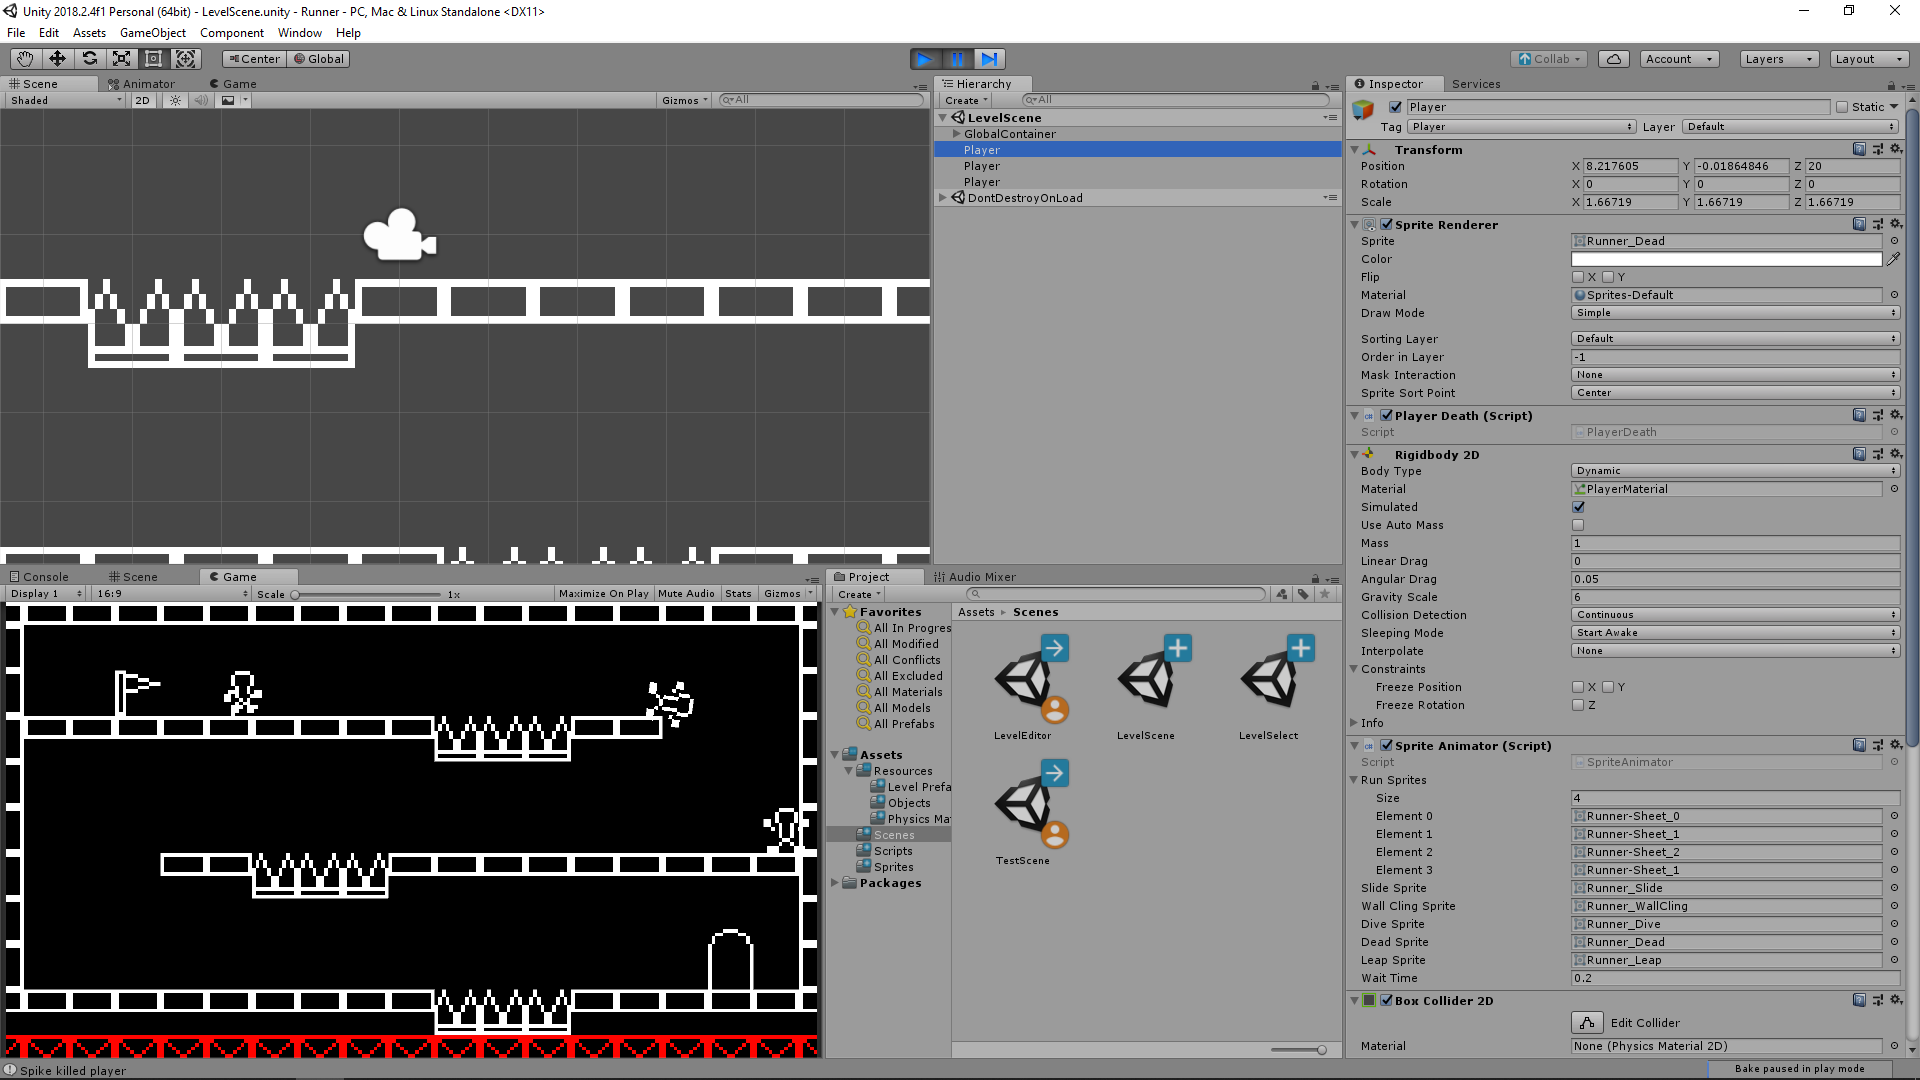 Unity 2018.2.4f1 Personal (64bit) - LevelScene.unity - Runner - PC, Mac & Linux Standalone <DX11>
File Edit Assets GameObject Component Window Help
Center Global Collab Account Layers Layout
Scene Animator Game
Shaded 2D Gizmos All
Hierarchy
Create All
LevelScene
GlobalContainer
Player
Player
Player
DontDestroyOnLoad
Inspector Services
Player Static
Tag Player Layer Default
Transform
Position X 8.217605 Y -0.01864846 Z 20
Rotation X 0 Y 0 Z 0
Scale X 1.66719 Y 1.66719 Z 1.66719
Sprite Renderer
Sprite Runner_Dead
Color
Flip X Y
Material Sprites-Default
Draw Mode Simple
Sorting Layer Default
Order in Layer -1
Mask Interaction None
Sprite Sort Point Center
Player Death (Script)
Script PlayerDeath
Rigidbody 2D
Body Type Dynamic
Material PlayerMaterial
Simulated
Use Auto Mass
Mass 1
Linear Drag 0
Angular Drag 0.05
Gravity Scale 6
Collision Detection Continuous
Sleeping Mode Start Awake
Interpolate None
Constraints
Freeze Position X Y
Freeze Rotation Z
Info
Sprite Animator (Script)
Script SpriteAnimator
Run Sprites
Size 4
Element 0 Runner-Sheet_0
Element 1 Runner-Sheet_1
Element 2 Runner-Sheet_2
Element 3 Runner-Sheet_1
Slide Sprite Runner_Slide
Wall Cling Sprite Runner_WallCling
Dive Sprite Runner_Dive
Dead Sprite Runner_Dead
Leap Sprite Runner_Leap
Wait Time 0.2
Box Collider 2D
Edit Collider
Material None (Physics Material 2D)
Console Scene Game
Display 1 16:9 Scale 1x Maximize On Play Mute Audio Stats Gizmos
Project Audio Mixer
Create
Favorites
All In Progres
All Modified
All Conflicts
All Excluded
All Materials
All Models
All Prefabs
Assets
Resources
Level Prefa
Objects
Physics Ma
Scenes
Scripts
Sprites
Packages
Assets Scenes
LevelEditor LevelScene LevelSelect
TestScene
Spike killed player
Bake paused in play mode